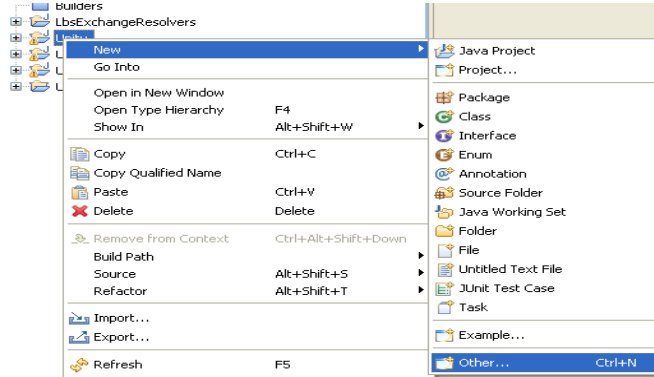 Builders
LbsExchangeResolvers
Unity
New
Go Into
Open in New Window
Open Type Hierarchy F4
Show In Alt+Shift+W
Copy Ctrl+C
Copy Qualified Name
Paste Ctrl+V
Delete Delete
Remove from Context Ctrl+Alt+Shift+Down
Build Path
Source Alt+Shift+S
Refactor Alt+Shift+T
Import...
Export...
Refresh F5
Java Project
Project...
Package
Class
Interface
Enum
Annotation
Source Folder
Java Working Set
Folder
File
Untitled Text File
JUnit Test Case
Task
Example...
Other... Ctrl+N